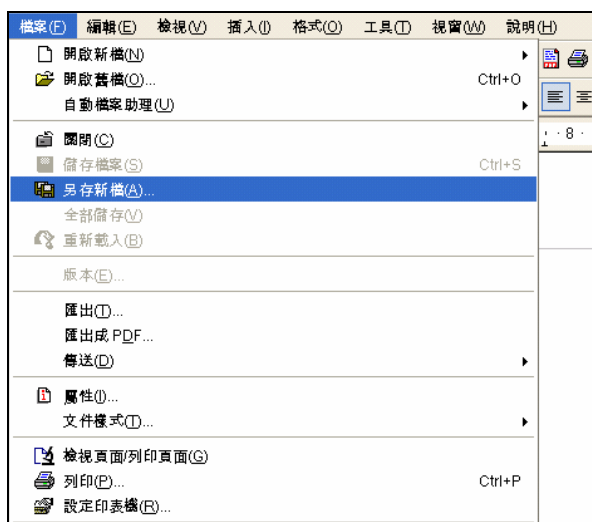 檔案(F) 編輯(E) 檢視(V) 插入(I) 格式(O) 工具(T) 視窗(W) 說明(H)
開啟新檔(N)
開啟舊檔(O)... Ctrl+O
自動檔案助理(U)
關閉(C)
儲存檔案(S) Ctrl+S
另存新檔(A)...
全部儲存(V)
重新載入(B)
版本(E)...
匯出(T)...
匯出成 PDF...
傳送(D)
屬性(I)...
文件樣式(T)...
檢視頁面/列印頁面(G)
列印(P)... Ctrl+P
設定印表機(R)...
8